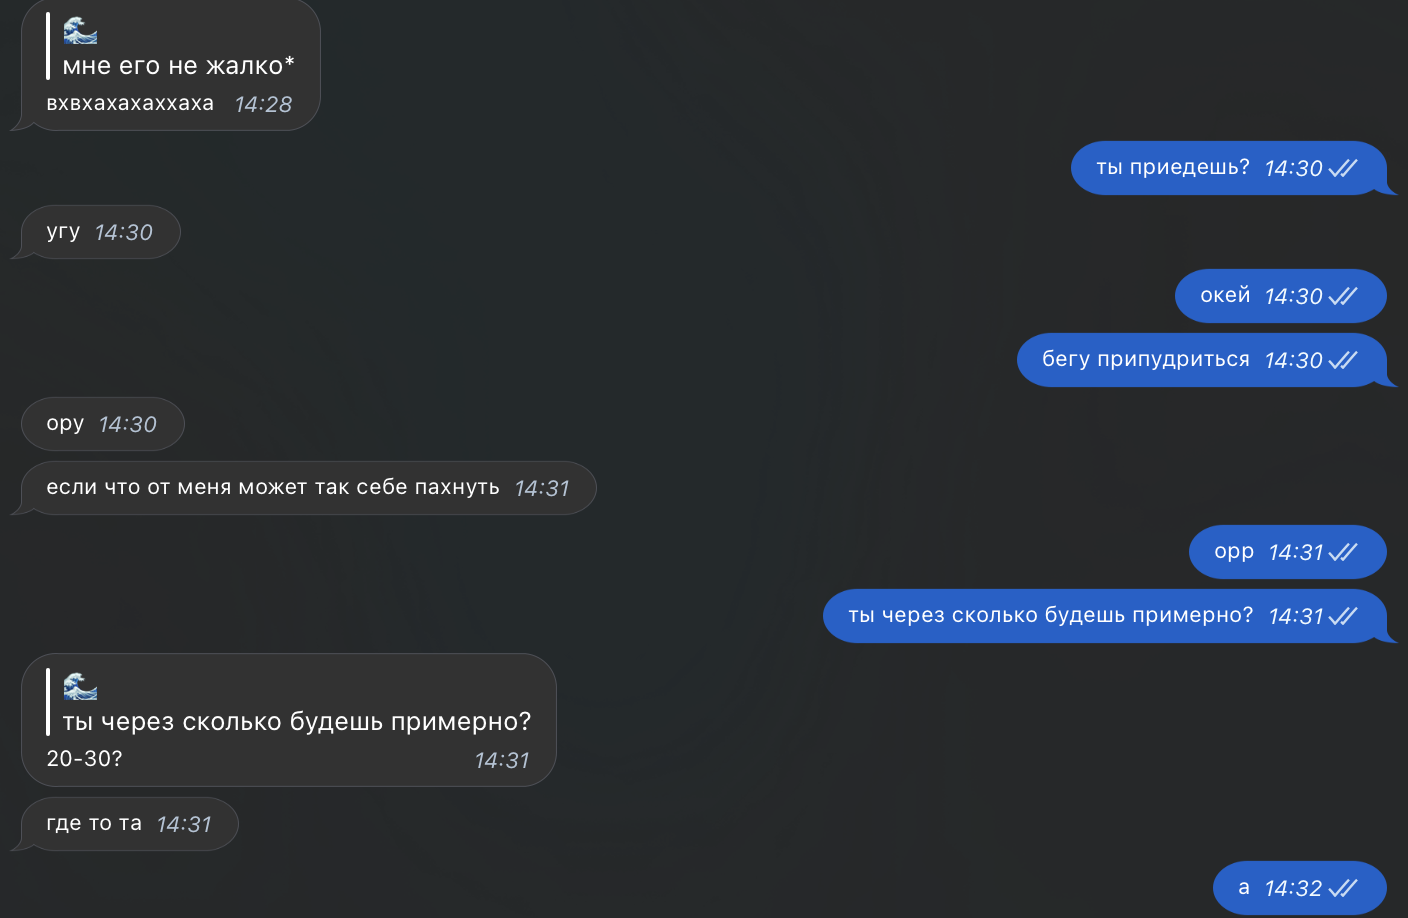 🌊
мне его не жалко*
вхвхахахаххаха 14:28
ты приедешь? 14:30
угу 14:30
окей 14:30
бегу припудриться 14:30
ору 14:30
если что от меня может так себе пахнуть 14:31
орр 14:31
ты через сколько будешь примерно? 14:31
🌊
ты через сколько будешь примерно?
20-30? 14:31
где то та 14:31
а 14:32